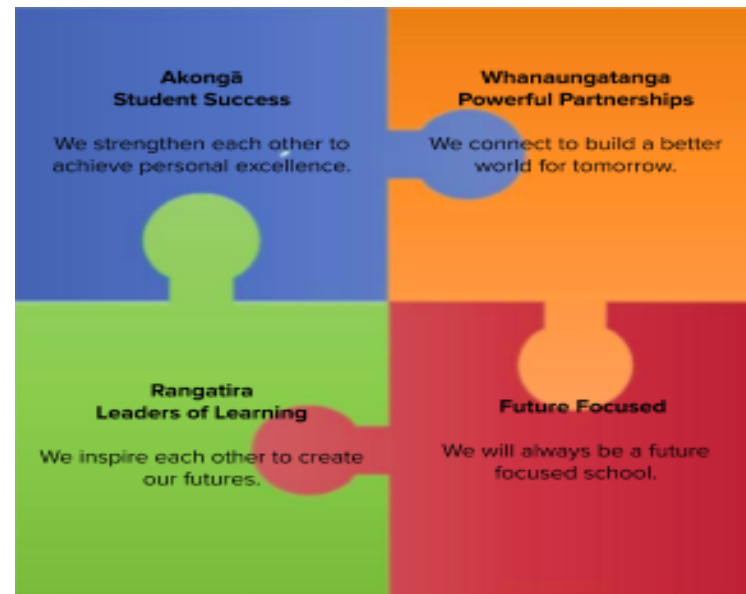 Akongā
Student Success
We strengthen each other to
achieve personal excellence.
Whanaungatanga
Powerful Partnerships
We connect to build a better
world for tomorrow.
Rangatira
Leaders of Learning
We inspire each other to create
our futures.
Future Focused
We will always be a future
focused school.